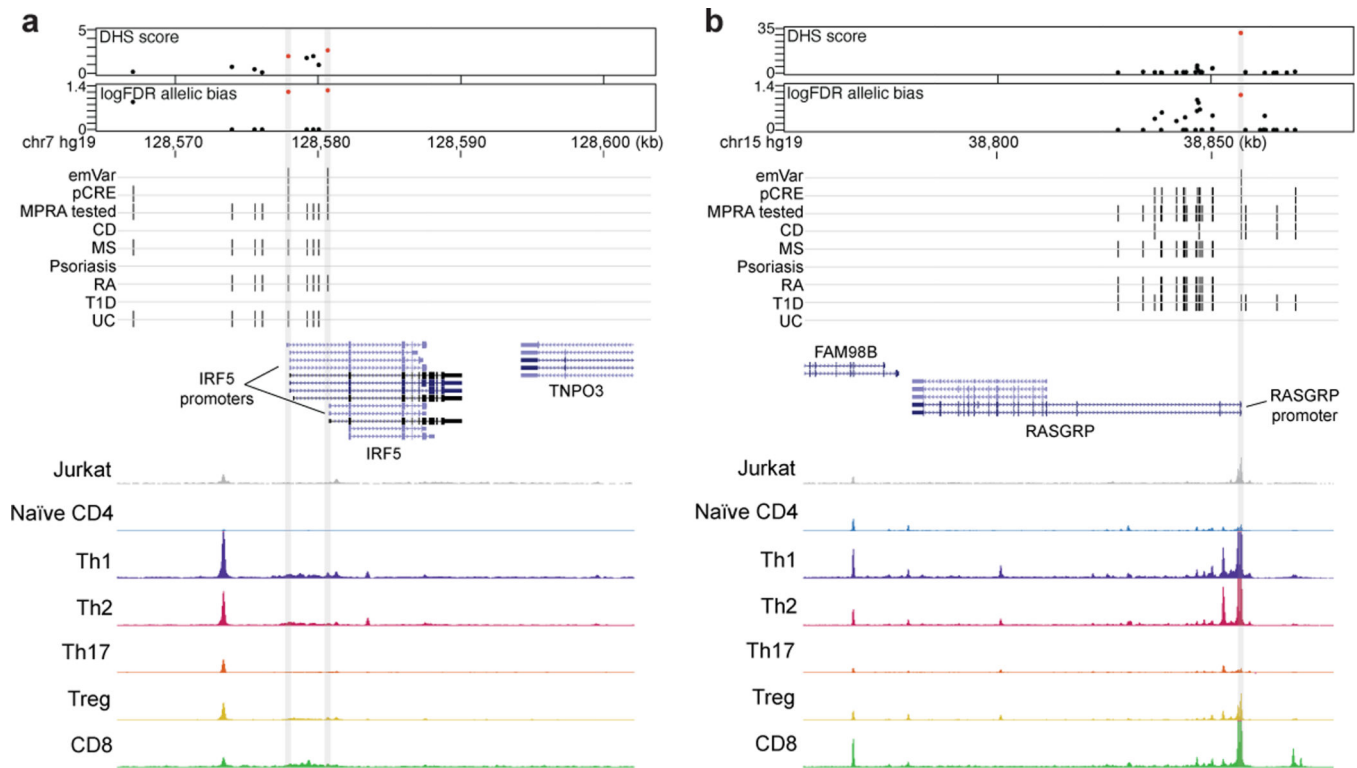 a
5
DHS score
0
1.4
logFDR allelic bias
0
chr7 hg19 128,570 128,580 128,590 128,600 (kb)
emVar
pCRE
MPRA tested
CD
MS
Psoriasis
RA
T1D
UC
IRF5
promoters
TNPO3
IRF5
Jurkat
Naïve CD4
Th1
Th2
Th17
Treg
CD8
b
35
DHS score
0
1.4
logFDR allelic bias
0
chr15 hg19 38,800 38,850 (kb)
emVar
pCRE
MPRA tested
CD
MS
Psoriasis
RA
T1D
UC
FAM98B
RASGRP
promoter
RASGRP
Jurkat
Naïve CD4
Th1
Th2
Th17
Treg
CD8